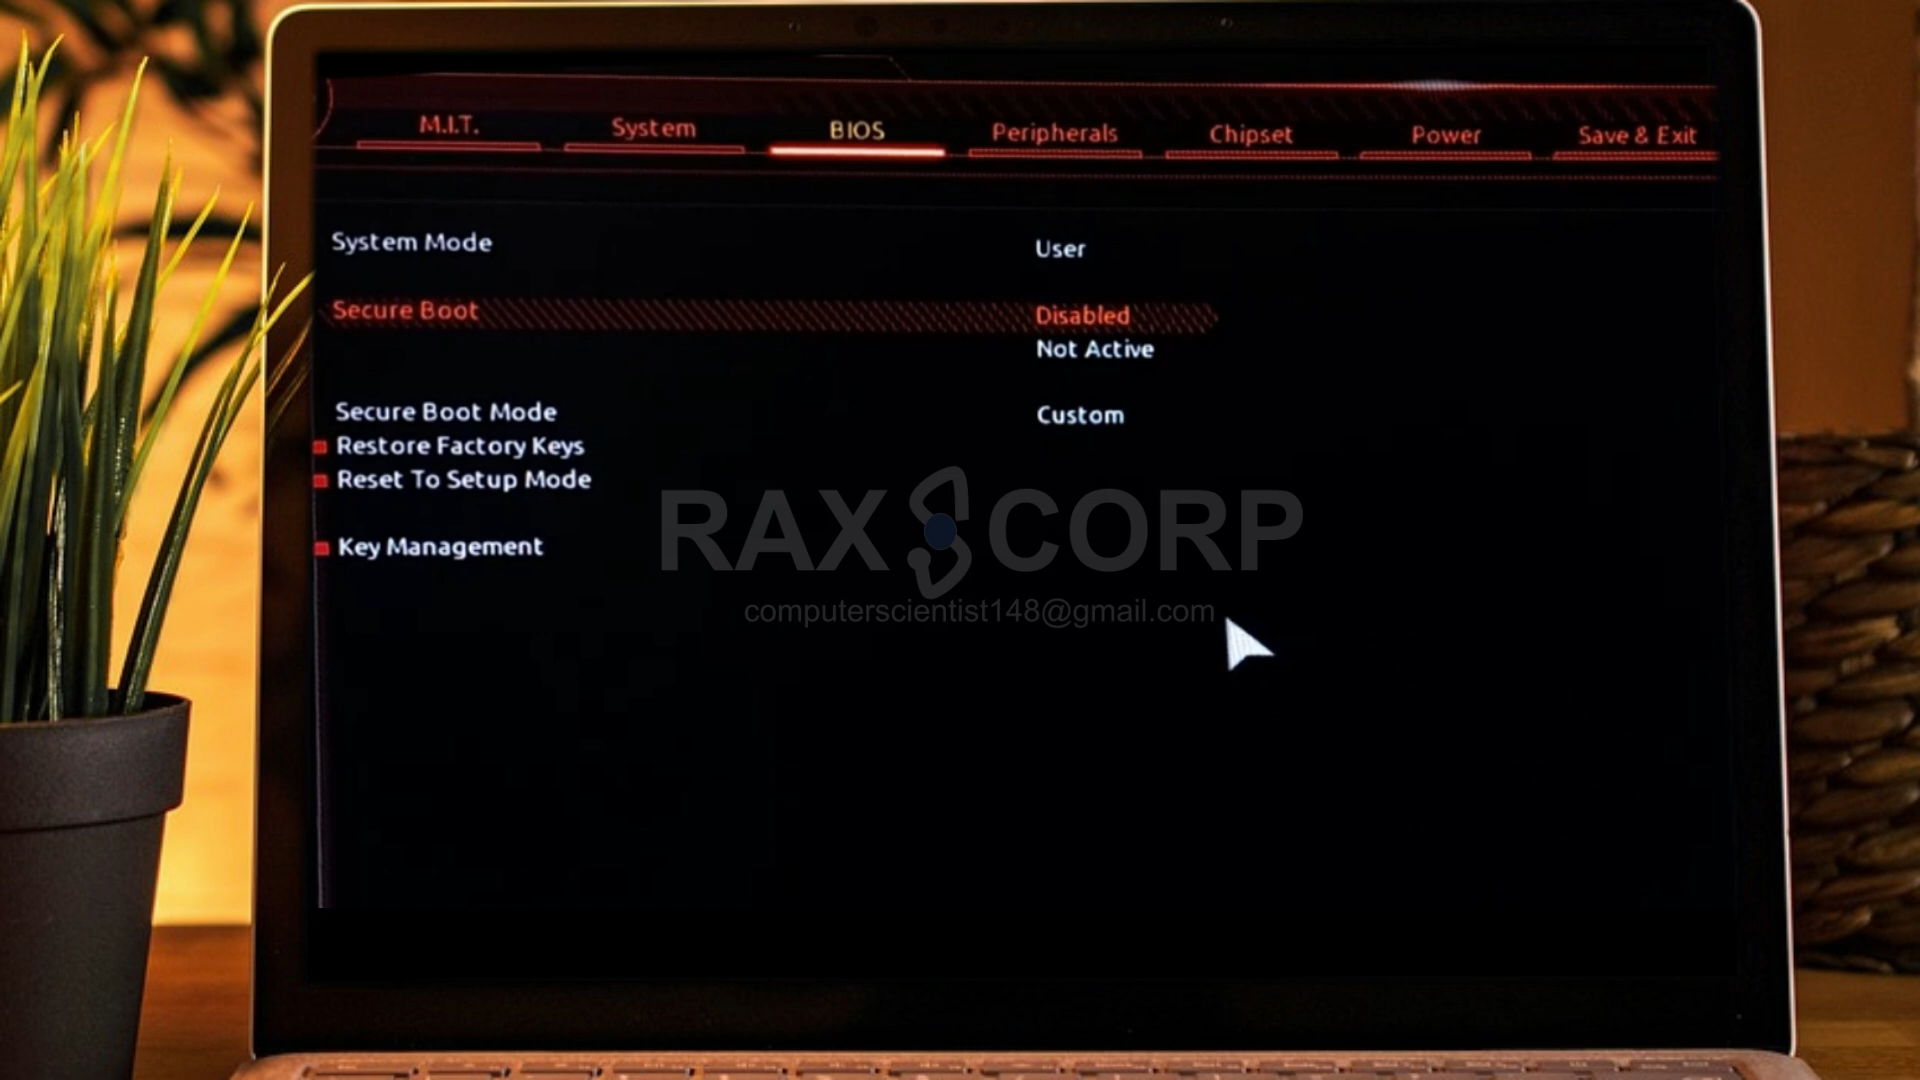 M.I.T. System BIOS Peripherals Chipset Power Save & Exit
System Mode User
Secure Boot Disabled
Not Active
Secure Boot Mode Custom
Restore Factory Keys
Reset To Setup Mode
Key Management
RAX CORP
computerscientist148@gmail.com